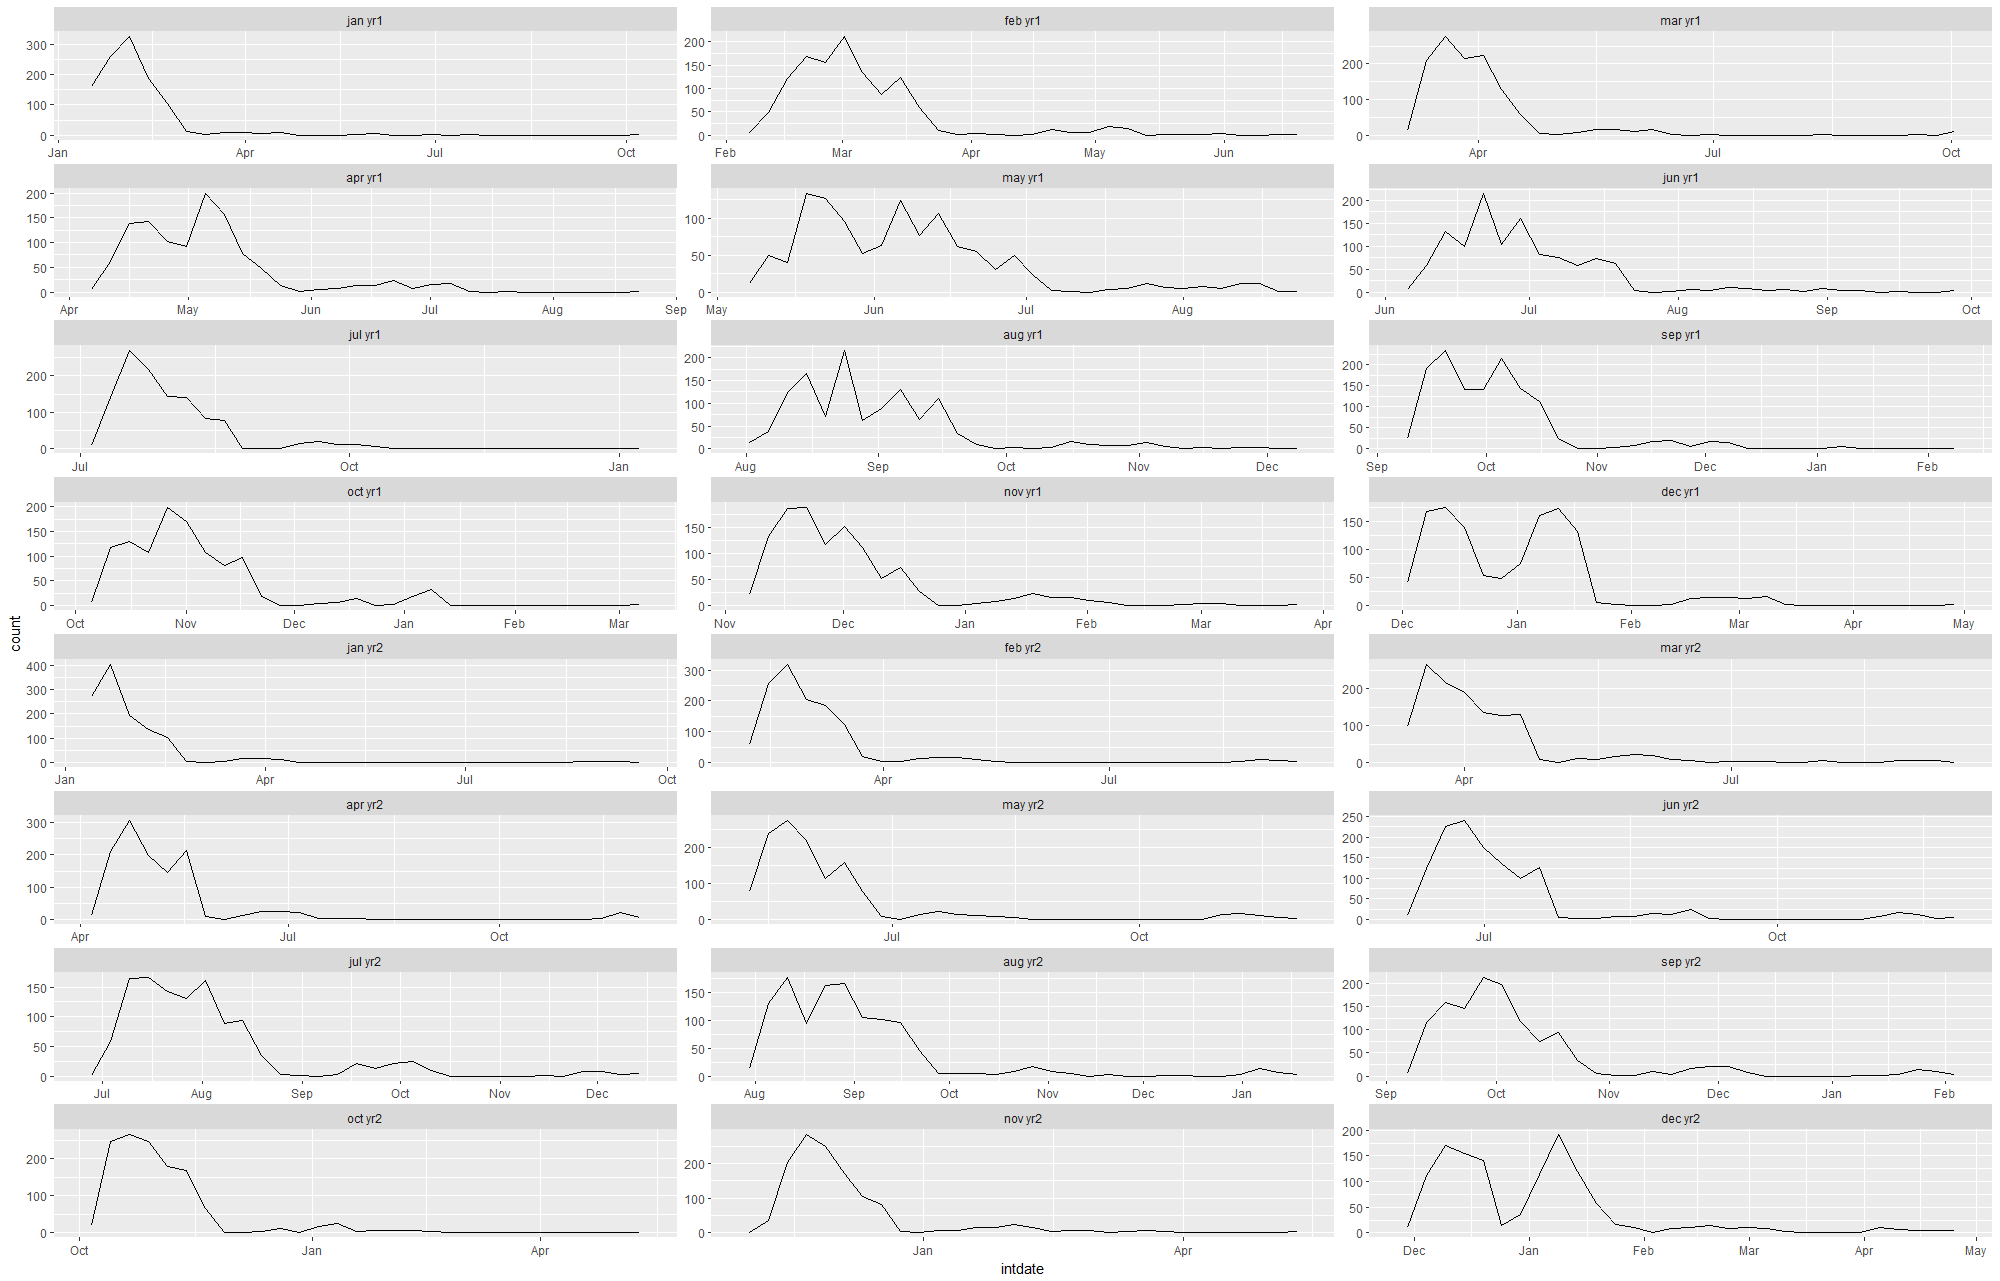 jan yr1 feb yr1 mar yr1
300 200 200
200 150
100 100 100
50
0 0 0
Jan Apr Jul Oct Feb Mar Apr May Jun Apr Jul Oct
apr yr1 may yr1 jun yr1
200 200
150 100 150
100 50 100
50 50
0 0 0
Apr May Jun Jul Aug Sep May Jun Jul Aug Jun Jul Aug Sep Oct
jul yr1 aug yr1 sep yr1
200 200 200
150 150
100 100 100
50 50
0 0 0
Jul Oct Jan Aug Sep Oct Nov Dec Sep Oct Nov Dec Jan Feb
oct yr1 nov yr1 dec yr1
200 150 150
150 100 100
100 50 50
50
0 0 0
Oct Nov Dec Jan Feb Mar Nov Dec Jan Feb Mar Apr Dec Jan Feb Mar Apr May
count
jan yr2 feb yr2 mar yr2
400 300 200
300 200
200 100 100
100
0 0 0
Jan Apr Jul Oct Apr Jul Apr Jul
apr yr2 may yr2 jun yr2
300 200 250
200 200
100 100 150
100
50
0 0 0
Apr Jul Oct Jul Oct Jul Oct
jul yr2 aug yr2 sep yr2
150 150 200
100 100 150
50 50 100
50
0 0 0
Jul Aug Sep Oct Nov Dec Aug Sep Oct Nov Dec Jan Sep Oct Nov Dec Jan Feb
oct yr2 nov yr2 dec yr2
200 200 200
150
100 100 100
50
0 0 0
Oct Jan Apr Jan Apr Dec Jan Feb Mar Apr May
intdate